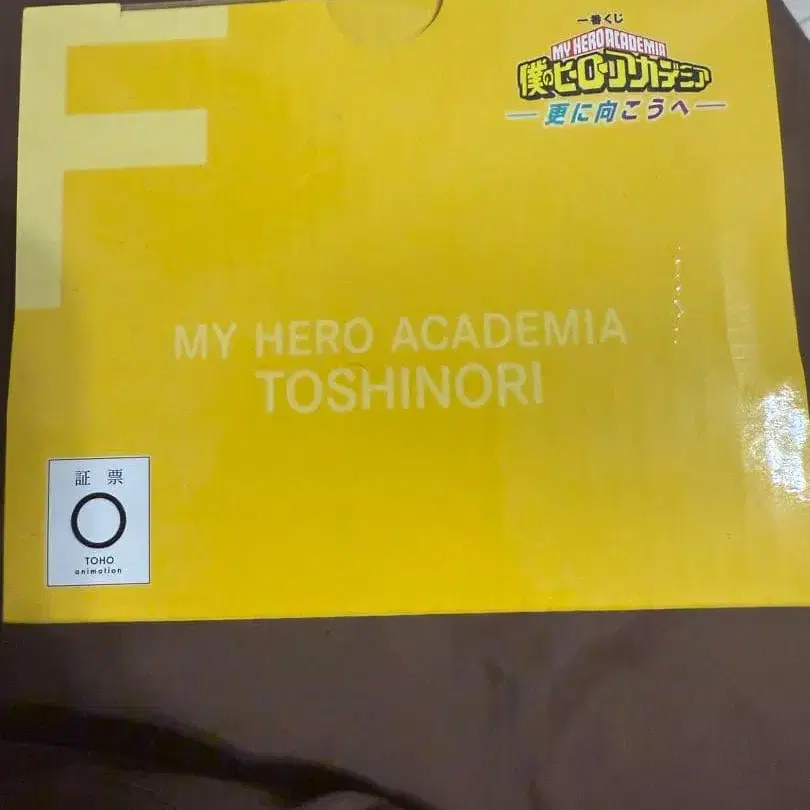 F
一番くじ
MY HERO ACADEMIA
僕のヒーローアカデミア
更に向こうへ
MY HERO ACADEMIA
TOSHINORI
証 票
TOHO
animation